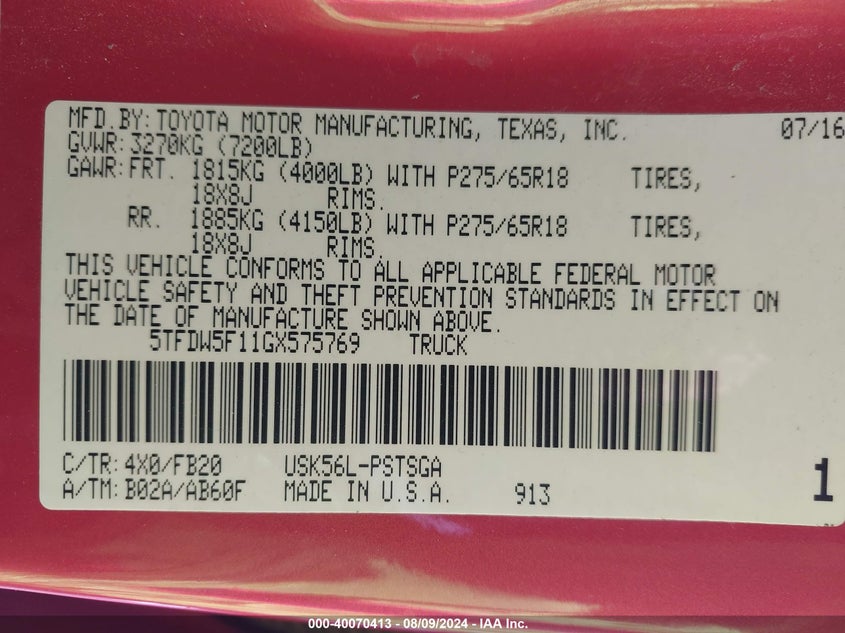 MFD. BY: TOYOTA MOTOR MANUFACTURING, TEXAS, INC. 07/16
GVWR: 3270KG (7200LB)
GAWR: FRT. 1815KG (4000LB) WITH P275/65R18 TIRES,
18X8J RIMS.
RR. 1885KG (4150LB) WITH P275/65R18 TIRES,
18X8J RIMS.
THIS VEHICLE CONFORMS TO ALL APPLICABLE FEDERAL MOTOR
VEHICLE SAFETY AND THEFT PREVENTION STANDARDS IN EFFECT ON
THE DATE OF MANUFACTURE SHOWN ABOVE.
5TFDW5F11GX575769 TRUCK
C/TR: 4X0/FB20 USK56L-PSTSGA
A/TM: B02A/AB60F MADE IN U.S.A. 913 1
000-40070413 - 08/09/2024 - IAA Inc.